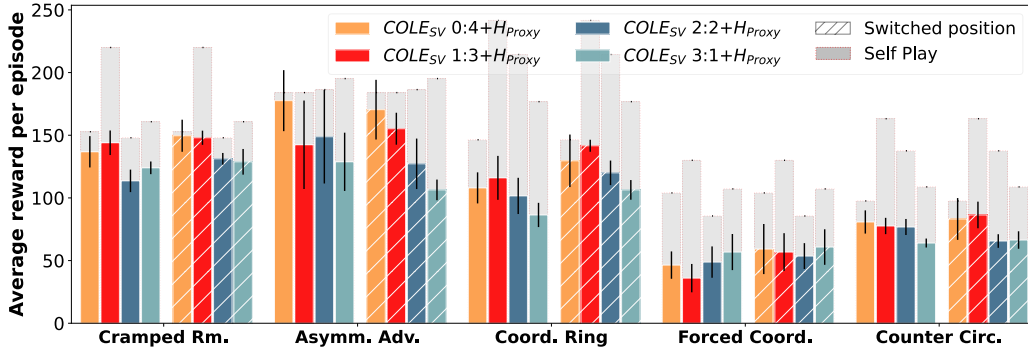 Average reward per episode
250
200
150
100
50
0
COLE_SV 0:4+H_Proxy
COLE_SV 1:3+H_Proxy
COLE_SV 2:2+H_Proxy
COLE_SV 3:1+H_Proxy
Switched position
Self Play
Cramped Rm.
Asymm. Adv.
Coord. Ring
Forced Coord.
Counter Circ.